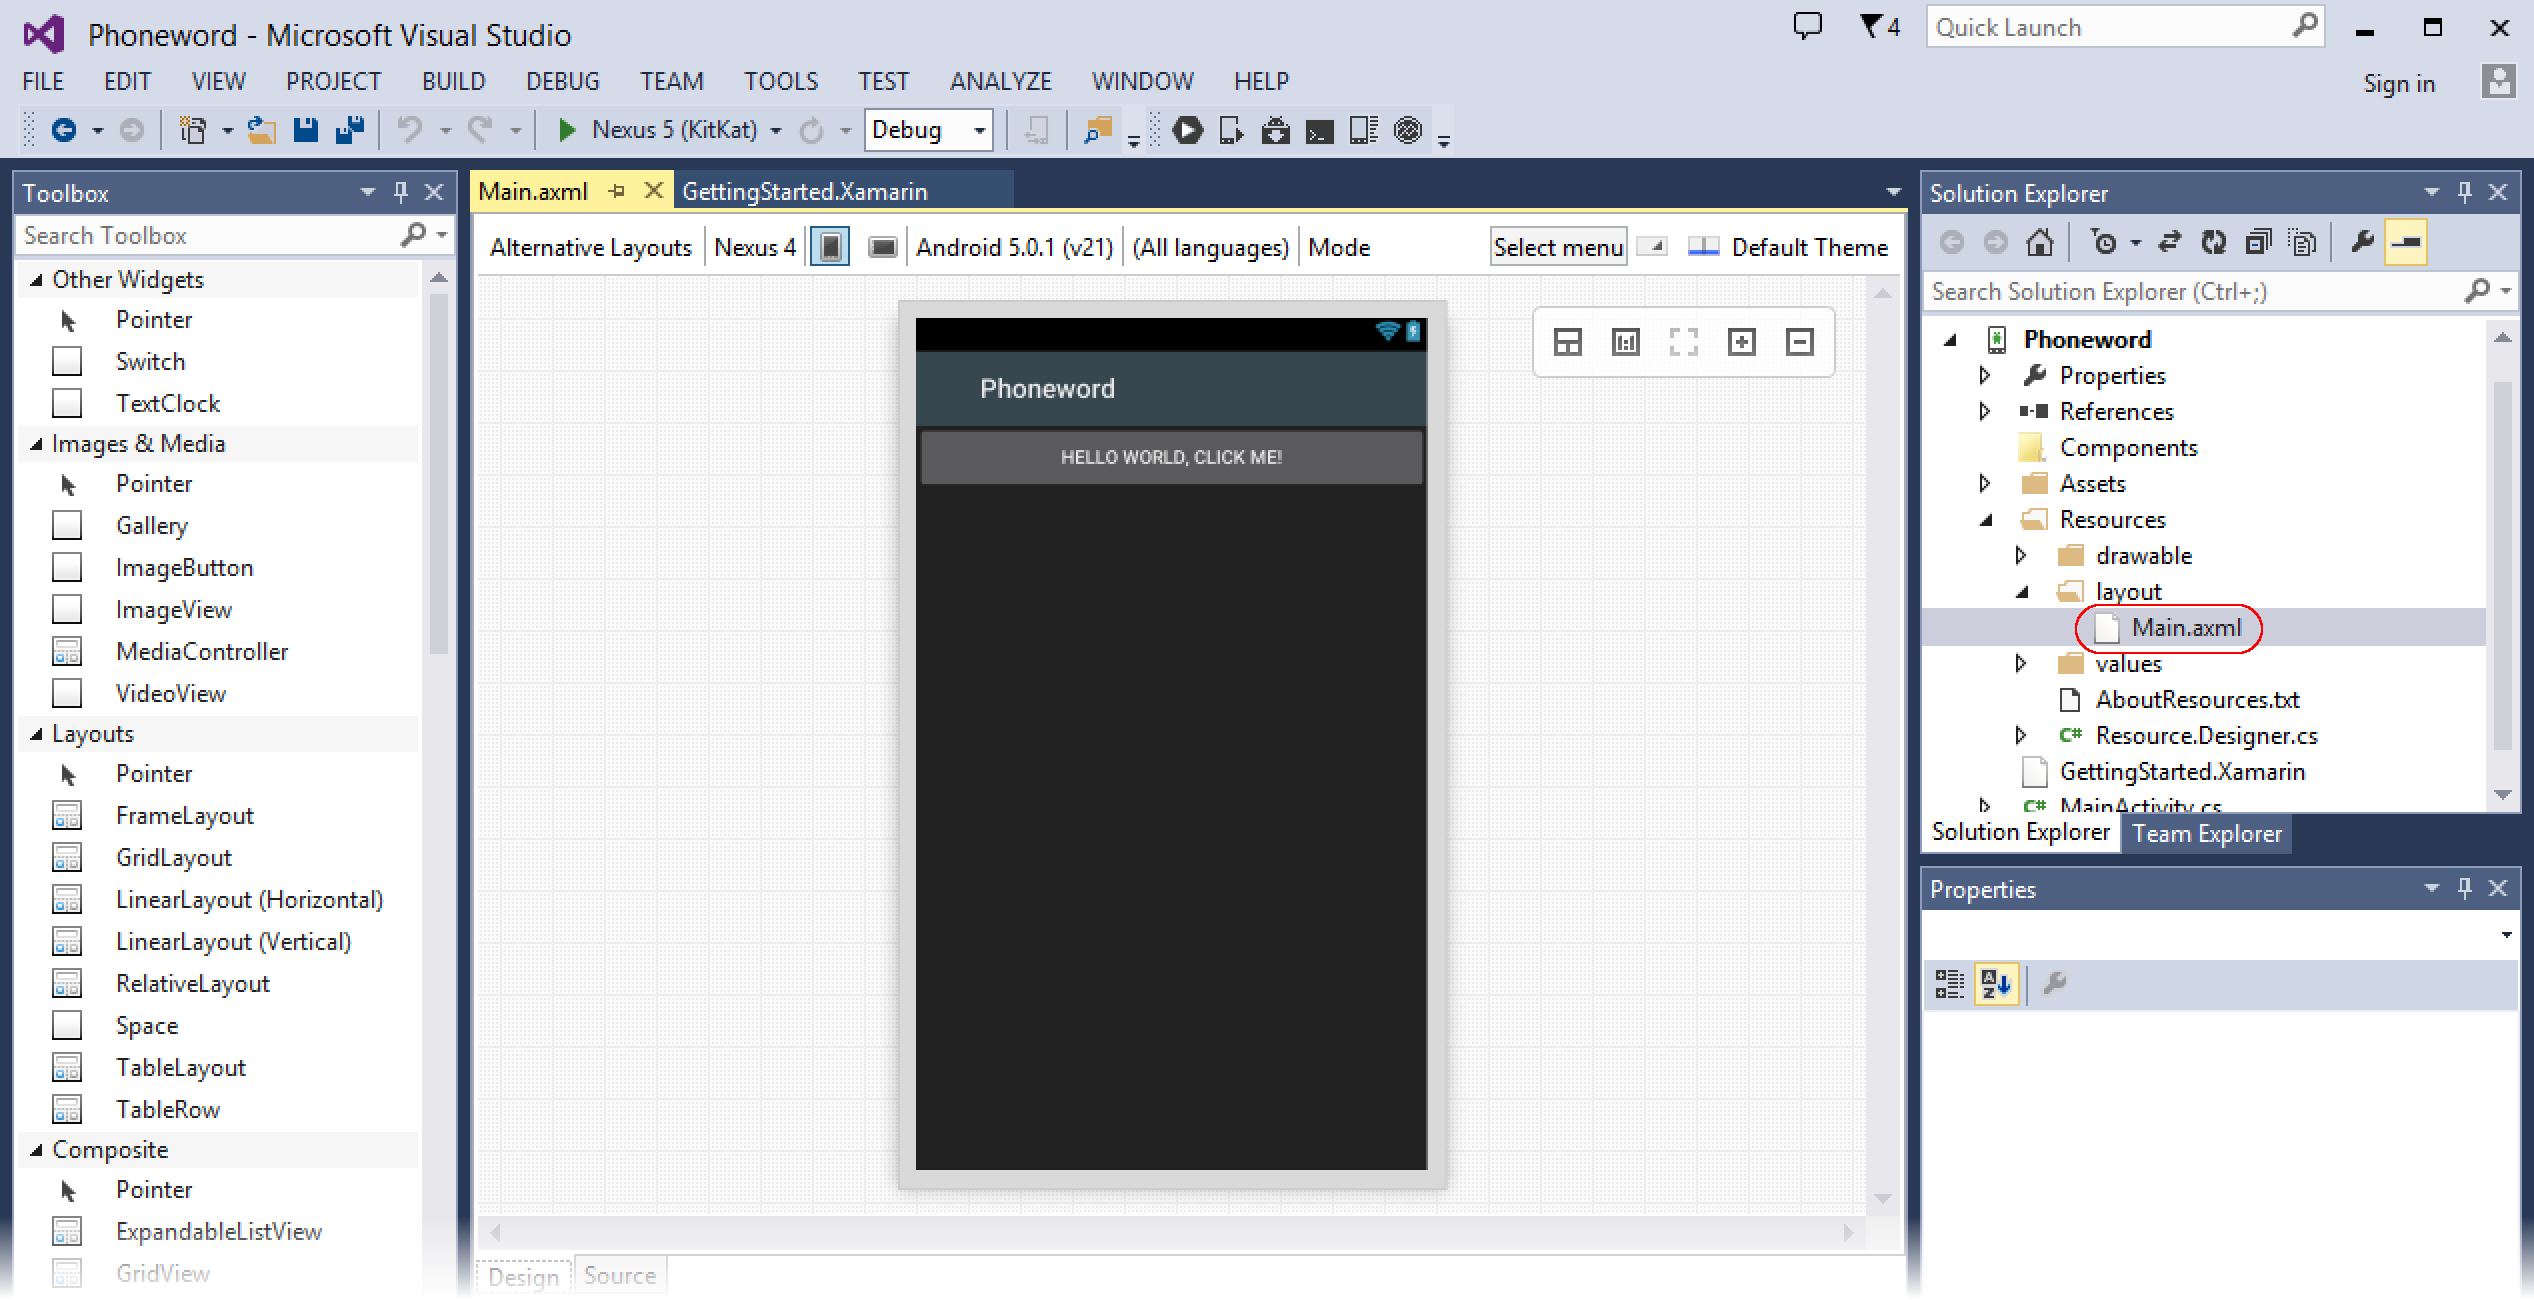 Phoneword - Microsoft Visual Studio
4
Quick Launch
FILE EDIT VIEW PROJECT BUILD DEBUG TEAM TOOLS TEST ANALYZE WINDOW HELP
Sign in
Nexus 5 (KitKat) Debug
Toolbox
Search Toolbox
Other Widgets
Pointer
Switch
TextClock
Images & Media
Pointer
Gallery
ImageButton
ImageView
MediaController
VideoView
Layouts
Pointer
FrameLayout
GridLayout
LinearLayout (Horizontal)
LinearLayout (Vertical)
RelativeLayout
Space
TableLayout
TableRow
Composite
Pointer
ExpandableListView
GridView
Main.axml GettingStarted.Xamarin
Alternative Layouts Nexus 4 Android 5.0.1 (v21) (All languages) Mode Select menu Default Theme
Phoneword
HELLO WORLD, CLICK ME!
Design Source
Solution Explorer
Search Solution Explorer (Ctrl+;)
Phoneword
Properties
References
Components
Assets
Resources
drawable
layout
Main.axml
values
AboutResources.txt
C# Resource.Designer.cs
GettingStarted.Xamarin
C# MainActivity.cs
Solution Explorer Team Explorer
Properties